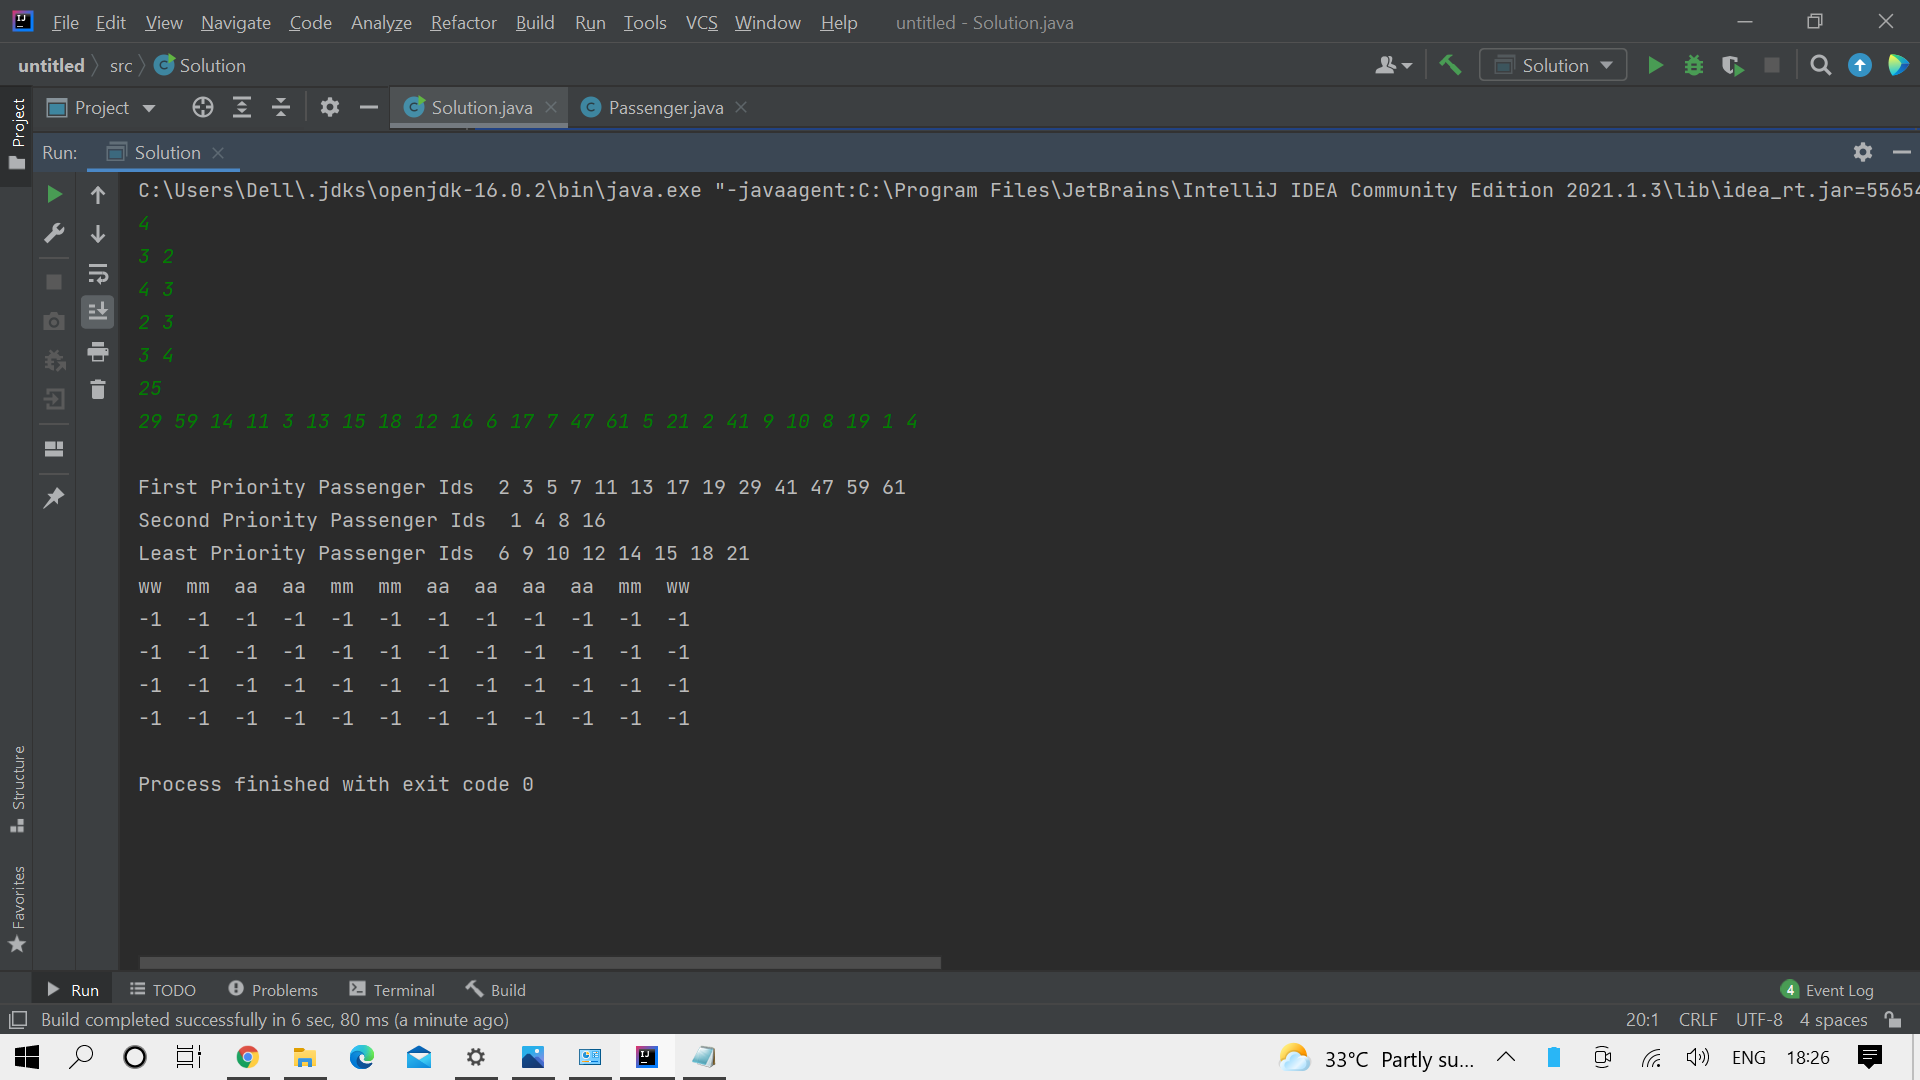 File Edit View Navigate Code Analyze Refactor Build Run Tools VCS Window Help untitled - Solution.java
untitled src Solution Solution
Project Solution.java Passenger.java
Project
Run: Solution
C:\Users\Dell\.jdks\openjdk-16.0.2\bin\java.exe "-javaagent:C:\Program Files\JetBrains\IntelliJ IDEA Community Edition 2021.1.3\lib\idea_rt.jar=55654
4
3 2
4 3
2 3
3 4
25
29 59 14 11 3 13 15 18 12 16 6 17 7 47 61 5 21 2 41 9 10 8 19 1 4
First Priority Passenger Ids  2 3 5 7 11 13 17 19 29 41 47 59 61
Second Priority Passenger Ids  1 4 8 16
Least Priority Passenger Ids  6 9 10 12 14 15 18 21
ww  mm  aa  aa  mm  mm  aa  aa  aa  aa  mm  ww
-1  -1  -1  -1  -1  -1  -1  -1  -1  -1  -1  -1
-1  -1  -1  -1  -1  -1  -1  -1  -1  -1  -1  -1
-1  -1  -1  -1  -1  -1  -1  -1  -1  -1  -1  -1
-1  -1  -1  -1  -1  -1  -1  -1  -1  -1  -1  -1
Process finished with exit code 0
Structure
Favorites
Run TODO Problems Terminal Build 4 Event Log
Build completed successfully in 6 sec, 80 ms (a minute ago) 20:1 CRLF UTF-8 4 spaces
33°C Partly su... ENG 18:26